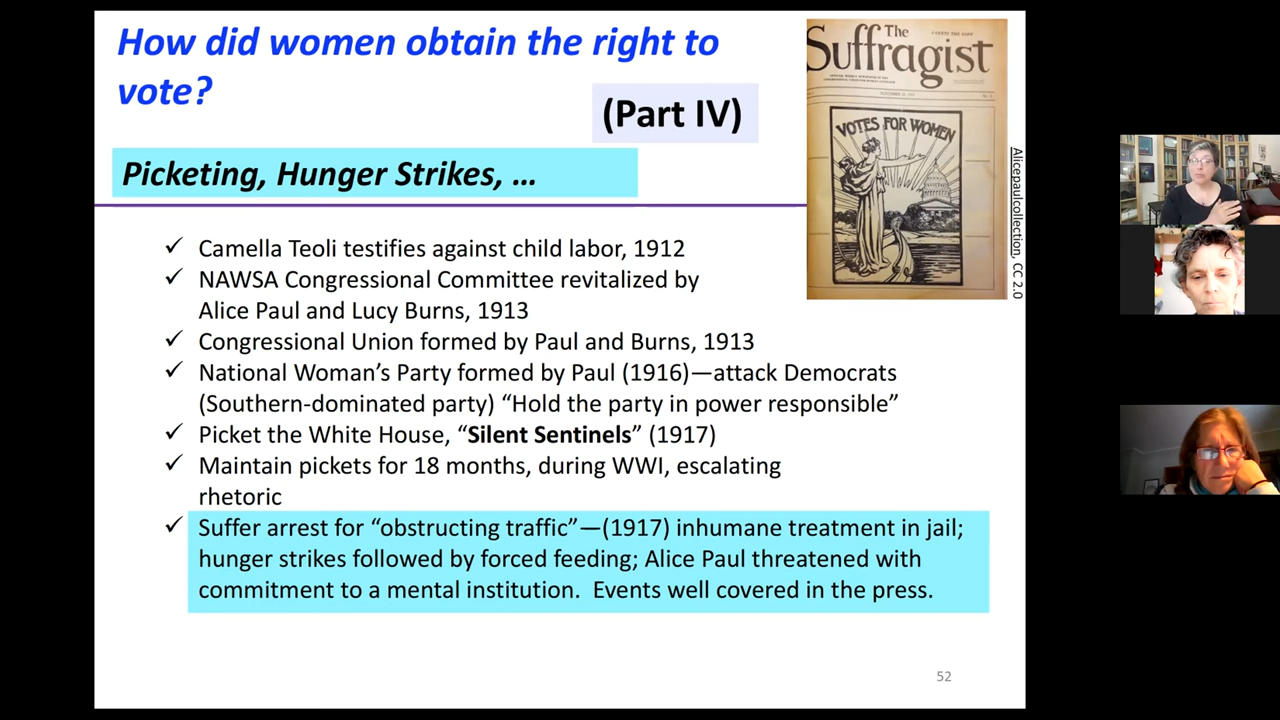 How did women obtain the right to
vote?
(Part IV)
Picketing, Hunger Strikes, …
The
Suffragist
VOTES FOR WOMEN
Alicepaulcollection, CC 2.0
✓ Camella Teoli testifies against child labor, 1912
✓ NAWSA Congressional Committee revitalized by
Alice Paul and Lucy Burns, 1913
✓ Congressional Union formed by Paul and Burns, 1913
✓ National Woman’s Party formed by Paul (1916)—attack Democrats
(Southern-dominated party) “Hold the party in power responsible”
✓ Picket the White House, “Silent Sentinels” (1917)
✓ Maintain pickets for 18 months, during WWI, escalating
rhetoric
✓ Suffer arrest for “obstructing traffic”—(1917) inhumane treatment in jail;
hunger strikes followed by forced feeding; Alice Paul threatened with
commitment to a mental institution.  Events well covered in the press.
52